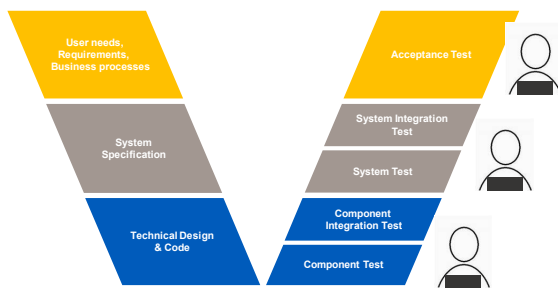 User needs,
Requirements,
Business processes
System
Specification
Technical Design
& Code
Acceptance Test
System Integration
Test
System Test
Component
Integration Test
Component Test